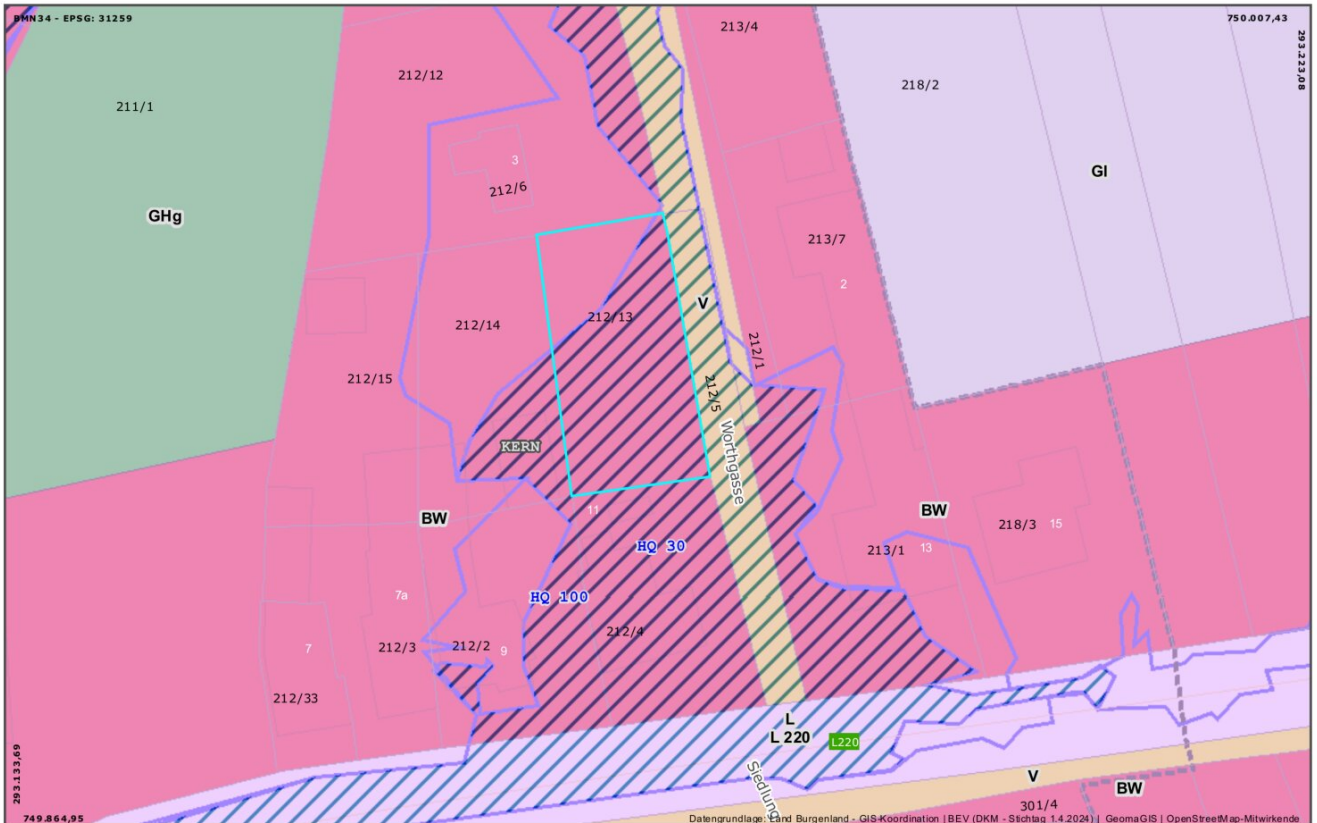 BMN34 - EPSG: 31259
750.007,43
293.223,08
213/4
212/12
218/2
211/1
3
GI
212/6
GHg
213/7
2
V
212/13
212/14
212/1
212/15
212/5
KERN
Worthgasse
11
BW
BW
218/3
15
HQ 30
213/1
13
7a
HQ 100
212/4
7
212/3
212/2
9
212/33
L
L 220
L220
Siedlung
V
BW
293.133,69
301/4
749.864,95
Datengrundlage: Land Burgenland - GIS-Koordination | BEV (DKM - Stichtag 1.4.2024) | GeomaGIS | OpenStreetMap-Mitwirkende